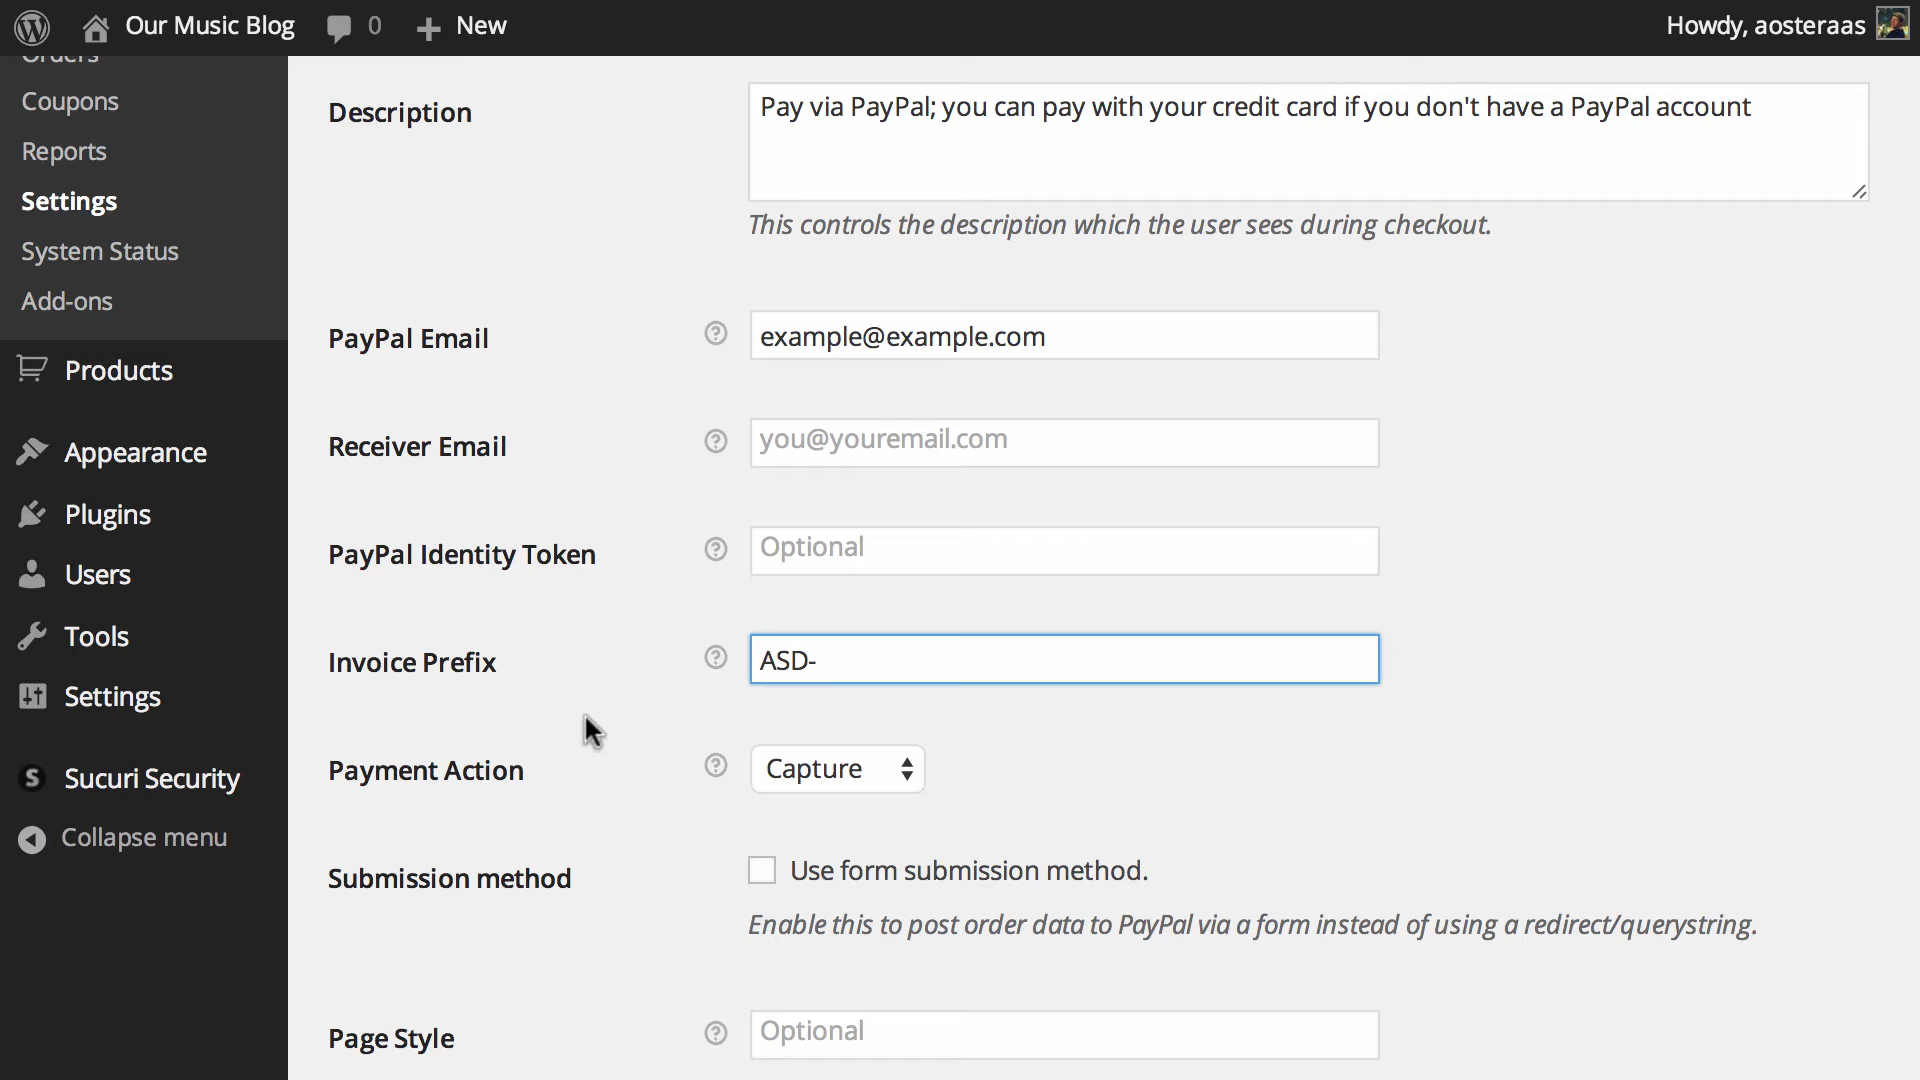 Our Music Blog
0
New
Howdy, aosteraas
Orders
Coupons
Reports
Settings
System Status
Add-ons
Products
Appearance
Plugins
Users
Tools
Settings
Sucuri Security
Collapse menu
Description
Pay via PayPal; you can pay with your credit card if you don't have a PayPal account
This controls the description which the user sees during checkout.
PayPal Email
example@example.com
Receiver Email
you@youremail.com
PayPal Identity Token
Optional
Invoice Prefix
ASD-
Payment Action
Capture
Submission method
Use form submission method.
Enable this to post order data to PayPal via a form instead of using a redirect/querystring.
Page Style
Optional